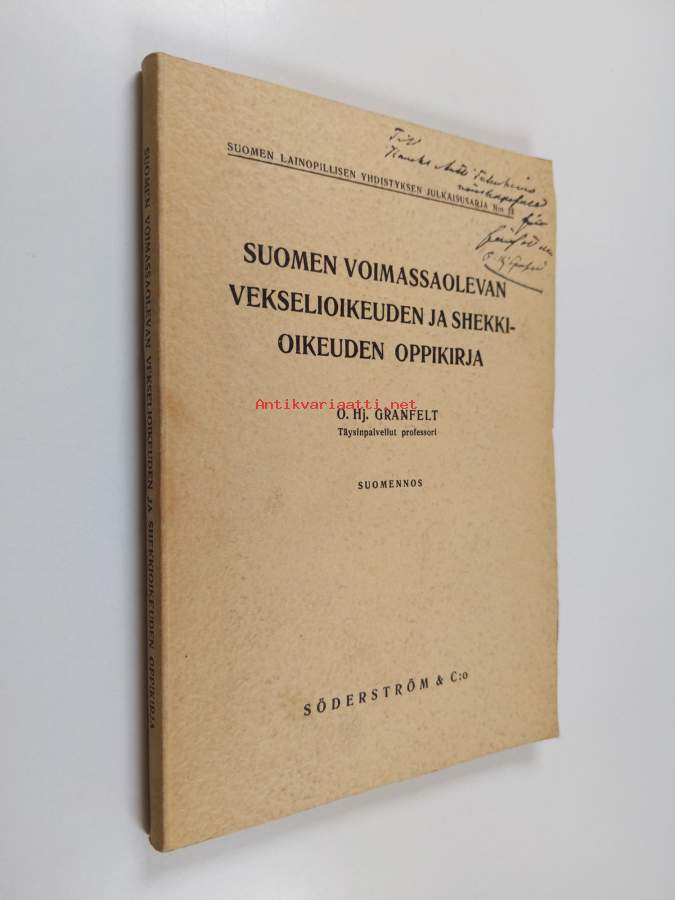 Till
SUOMEN LAINOPILLISEN YHDISTYKSEN JULKAISUSARJA N:o
SUOMEN VOIMASSAOLEVAN
VEKSELIOIKEUDEN JA SHEKKI-
OIKEUDEN OPPIKIRJA
Antikvariaatti.net
O. Hj. GRANFELT
Täysinpalvellut professori
SUOMENNOS
SÖDERSTRÖM & C:o
SUOMEN VOIMASSAOLEVAN VEKSELIOIKEUDEN JA SHEKKIOIKEUDEN OPPIKIRJA